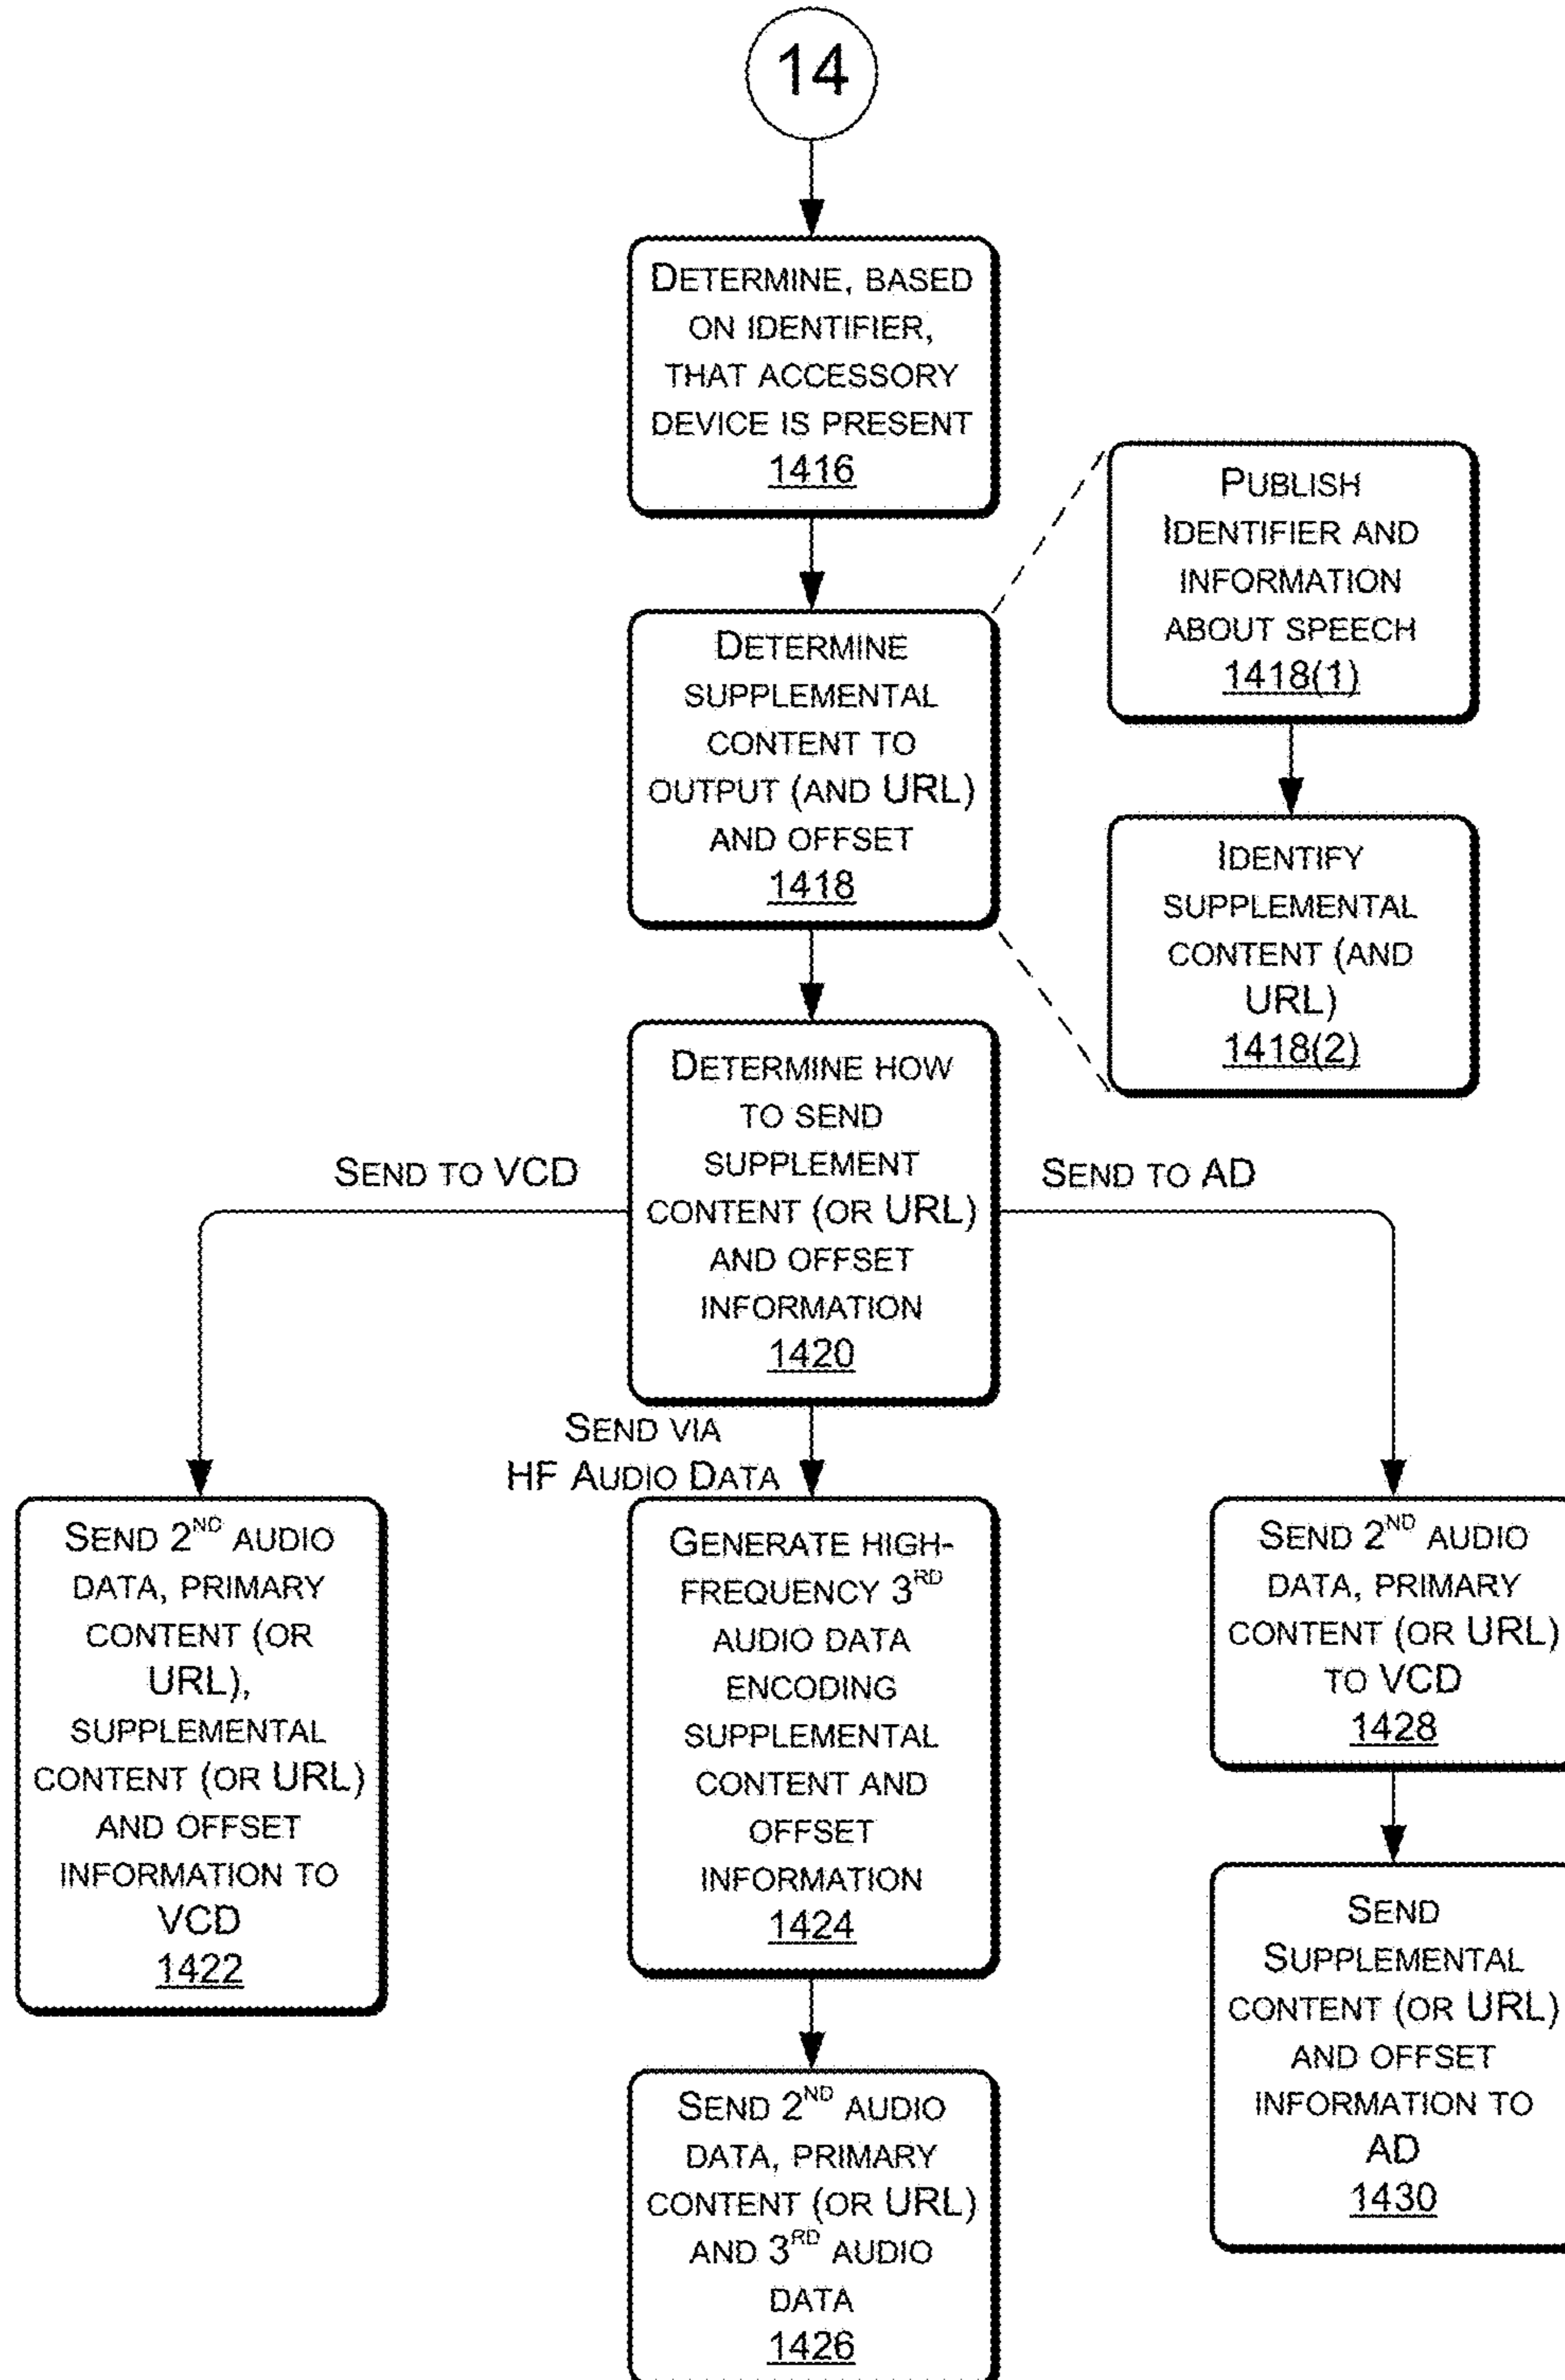 14
DETERMINE, BASED
ON IDENTIFIER,
THAT ACCESSORY
DEVICE IS PRESENT
1416
DETERMINE
SUPPLEMENTAL
CONTENT TO
OUTPUT (AND URL)
AND OFFSET
1418
PUBLISH
IDENTIFIER AND
INFORMATION
ABOUT SPEECH
1418(1)
IDENTIFY
SUPPLEMENTAL
CONTENT (AND
URL)
1418(2)
DETERMINE HOW
TO SEND
SUPPLEMENT
CONTENT (OR URL)
AND OFFSET
INFORMATION
1420
SEND TO VCD
SEND VIA
HF AUDIO DATA
SEND TO AD
SEND 2ND AUDIO
DATA, PRIMARY
CONTENT (OR
URL),
SUPPLEMENTAL
CONTENT (OR URL)
AND OFFSET
INFORMATION TO
VCD
1422
GENERATE HIGH-
FREQUENCY 3RD
AUDIO DATA
ENCODING
SUPPLEMENTAL
CONTENT AND
OFFSET
INFORMATION
1424
SEND 2ND AUDIO
DATA, PRIMARY
CONTENT (OR URL)
AND 3RD AUDIO
DATA
1426
SEND 2ND AUDIO
DATA, PRIMARY
CONTENT (OR URL)
TO VCD
1428
SEND
SUPPLEMENTAL
CONTENT (OR URL)
AND OFFSET
INFORMATION TO
AD
1430